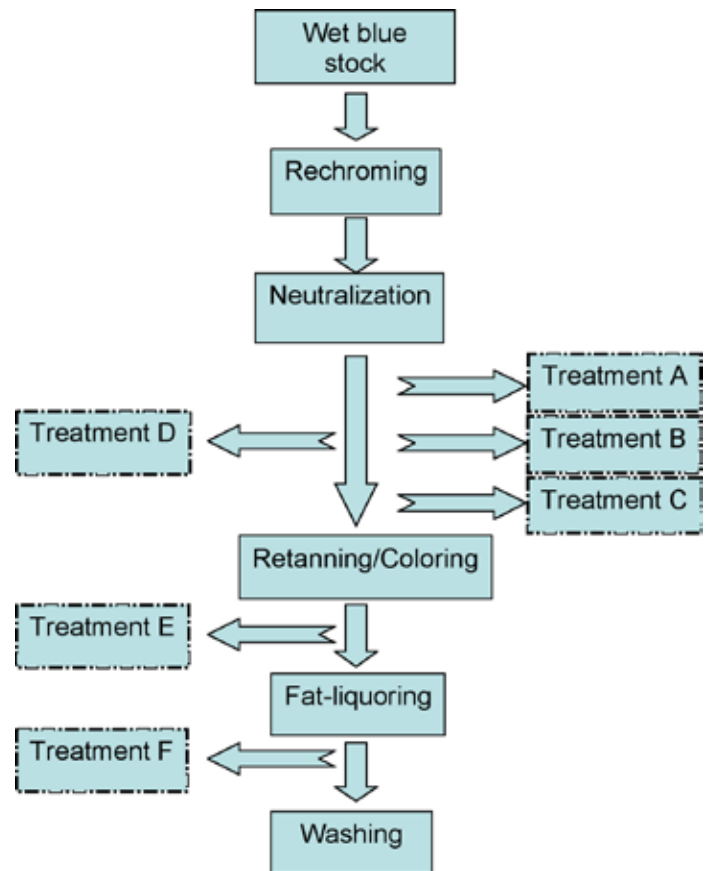 Wet blue
stock
Rechroming
Neutralization
Treatment A
Treatment D
Treatment B
Treatment C
Retanning/Coloring
Treatment E
Fat-liquoring
Treatment F
Washing